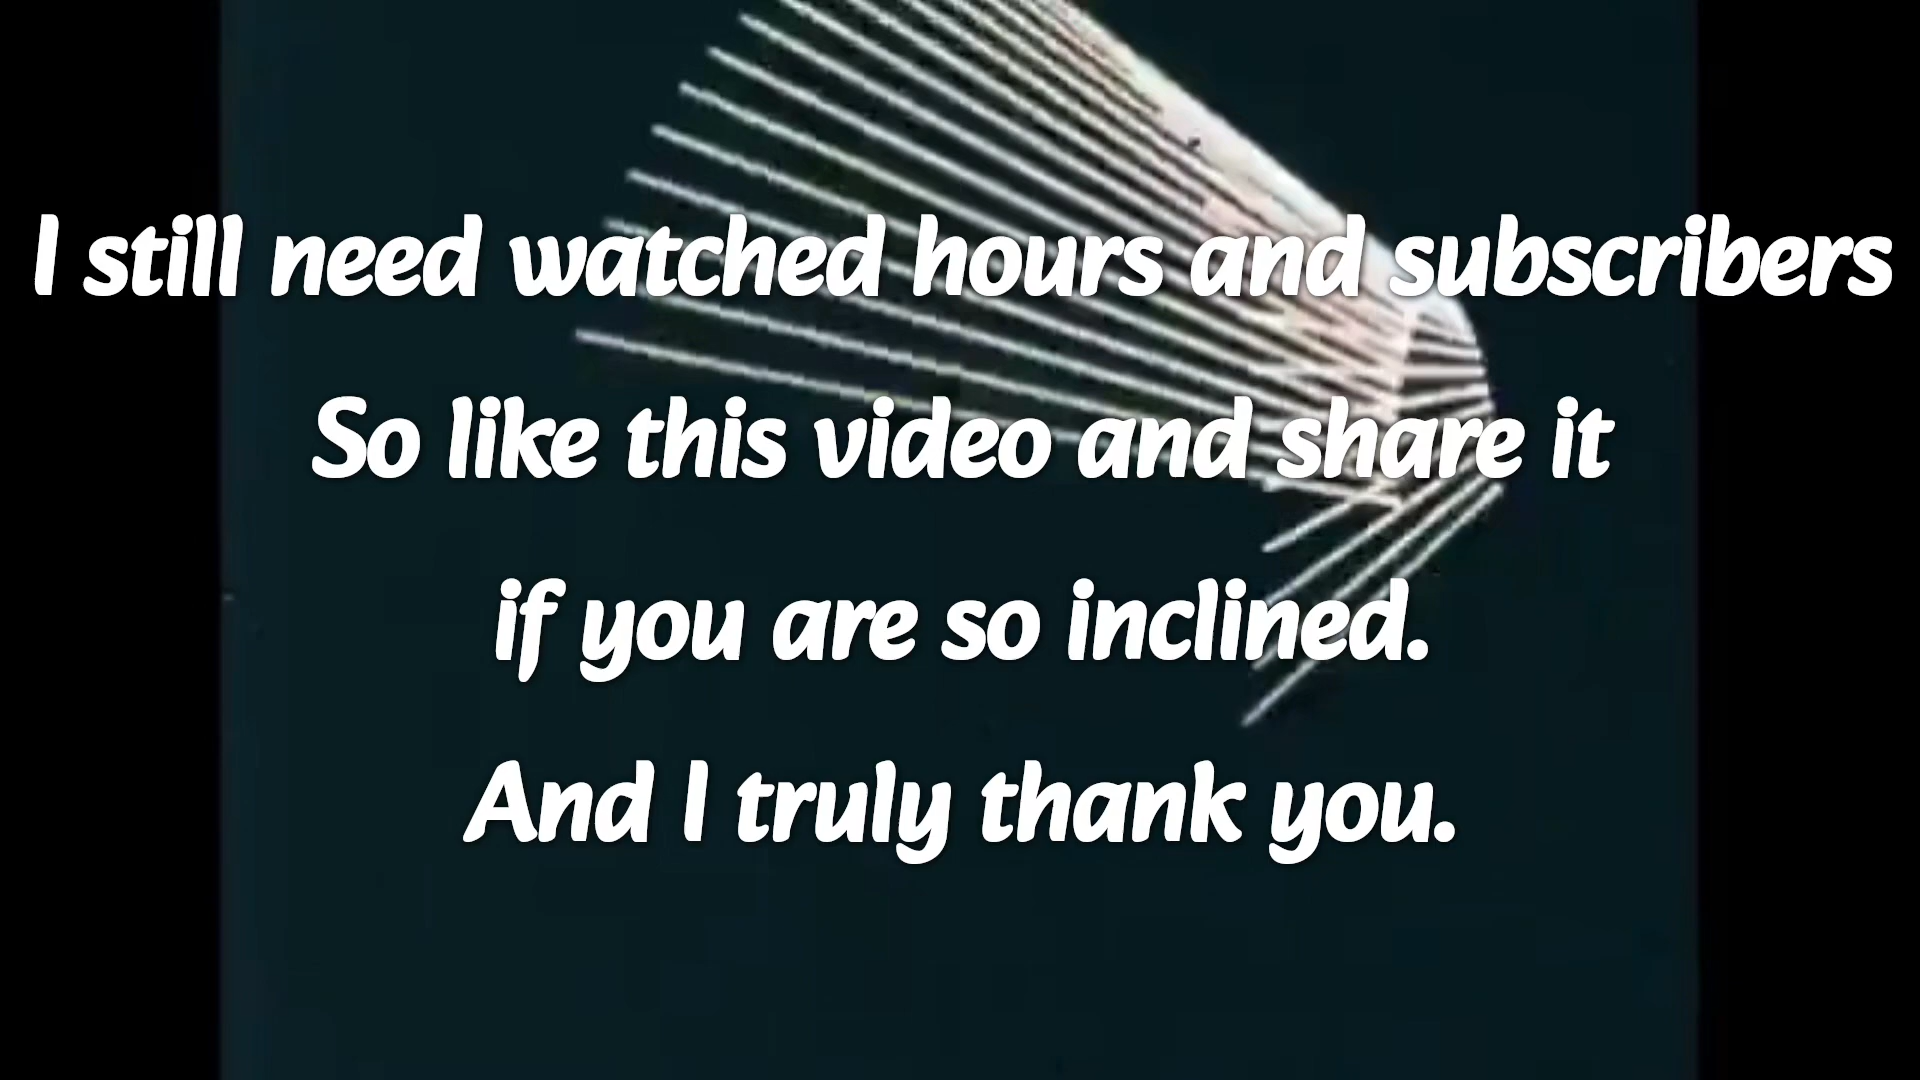 I still need watched hours and subscribers
So like this video and share it
if you are so inclined.
And I truly thank you.